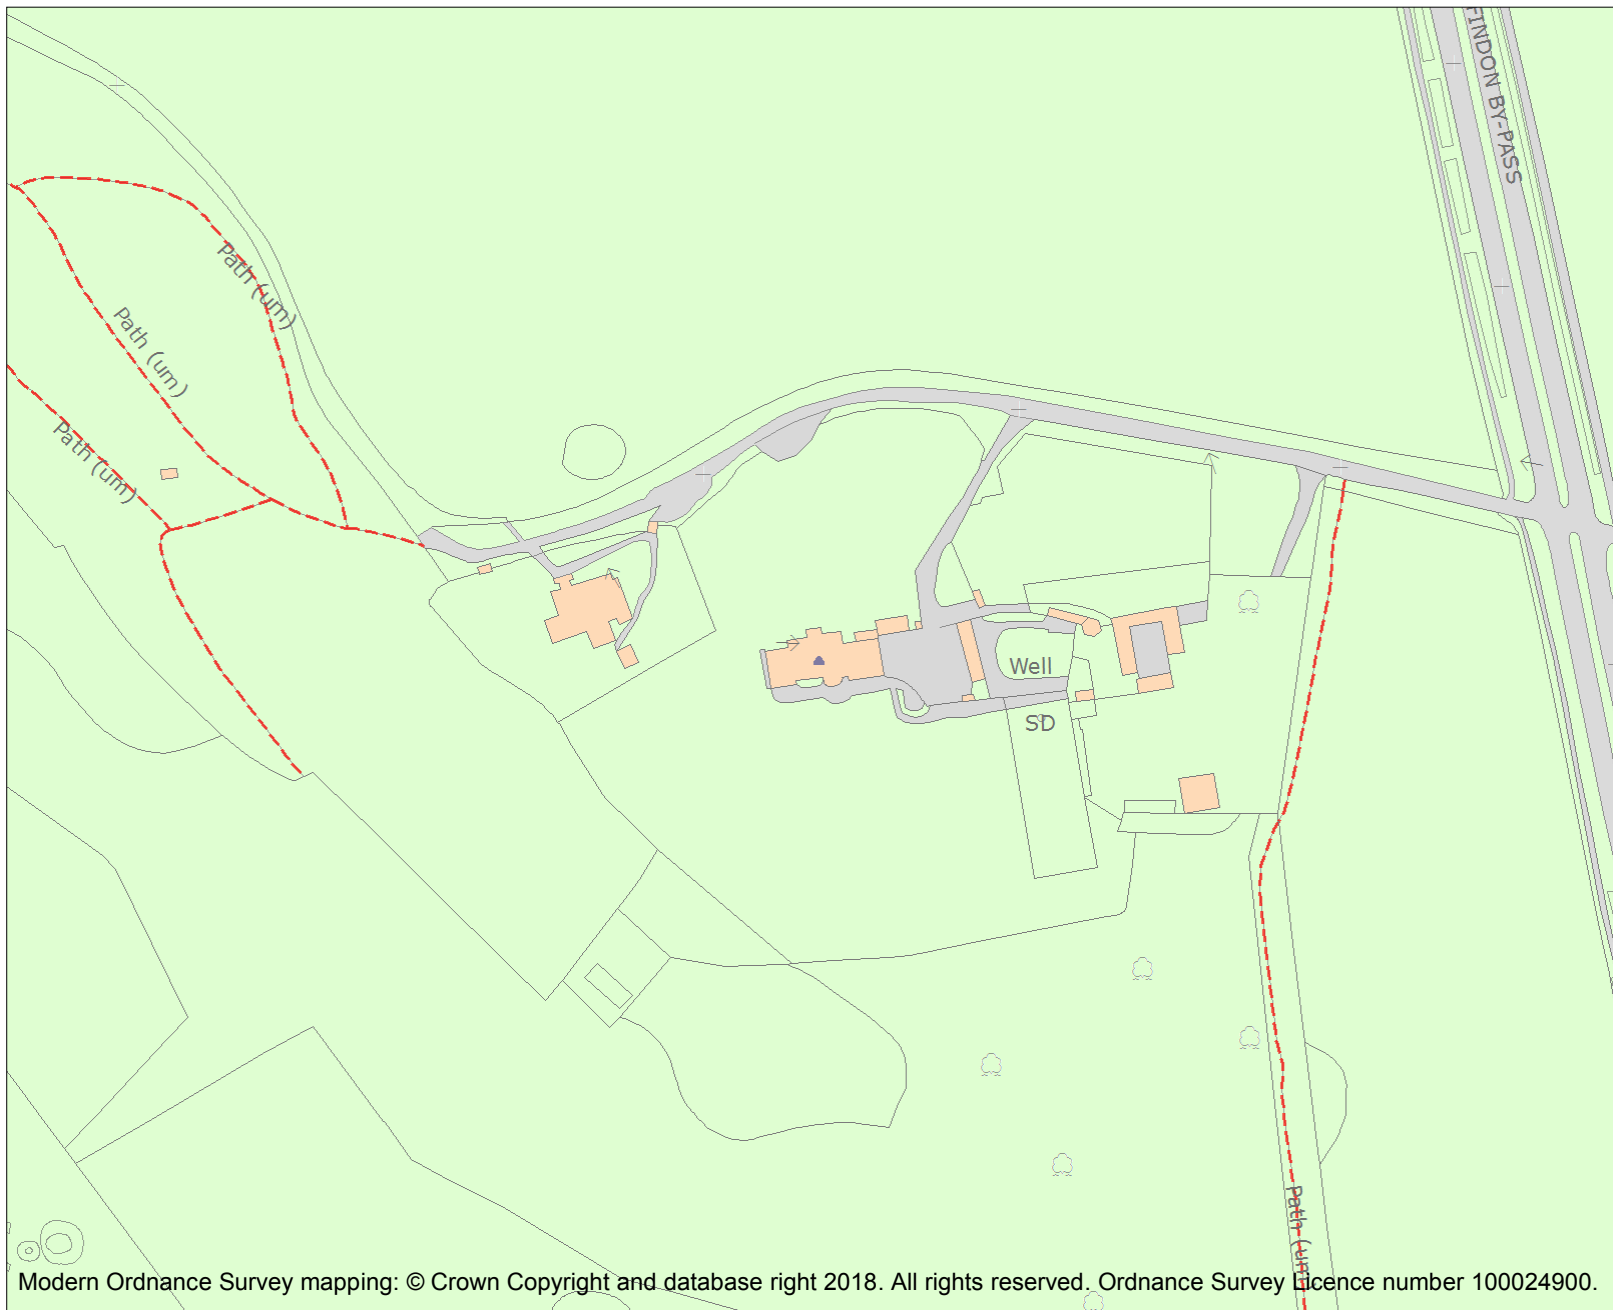 FINDON BY-PASS
Path (um)
Path (um)
Path (um)
Well
SD
Path (um)
Modern Ordnance Survey mapping: © Crown Copyright and database right 2018. All rights reserved. Ordnance Survey Licence number 100024900.